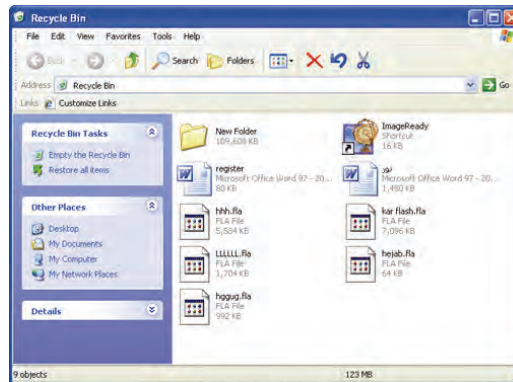 Recycle Bin
File Edit View Favorites Tools Help
Back Search Folders
Address Recycle Bin Go
Links Customize Links
Recycle Bin Tasks
Empty the Recycle Bin
Restore all items
Other Places
Desktop
My Documents
My Computer
My Network Places
Details
New Folder
109,608 KB
ImageReady
Shortcut
16 KB
register
Microsoft Office Word 97 - 20...
80 KB
نور
Microsoft Office Word 97 - 20...
1,480 KB
hhh.fla
FLA File
5,584 KB
kar flash.fla
FLA File
7,096 KB
LLLLLL.fla
FLA File
1,704 KB
hejab.fla
FLA File
64 KB
hggug.fla
FLA File
992 KB
9 objects 123 MB